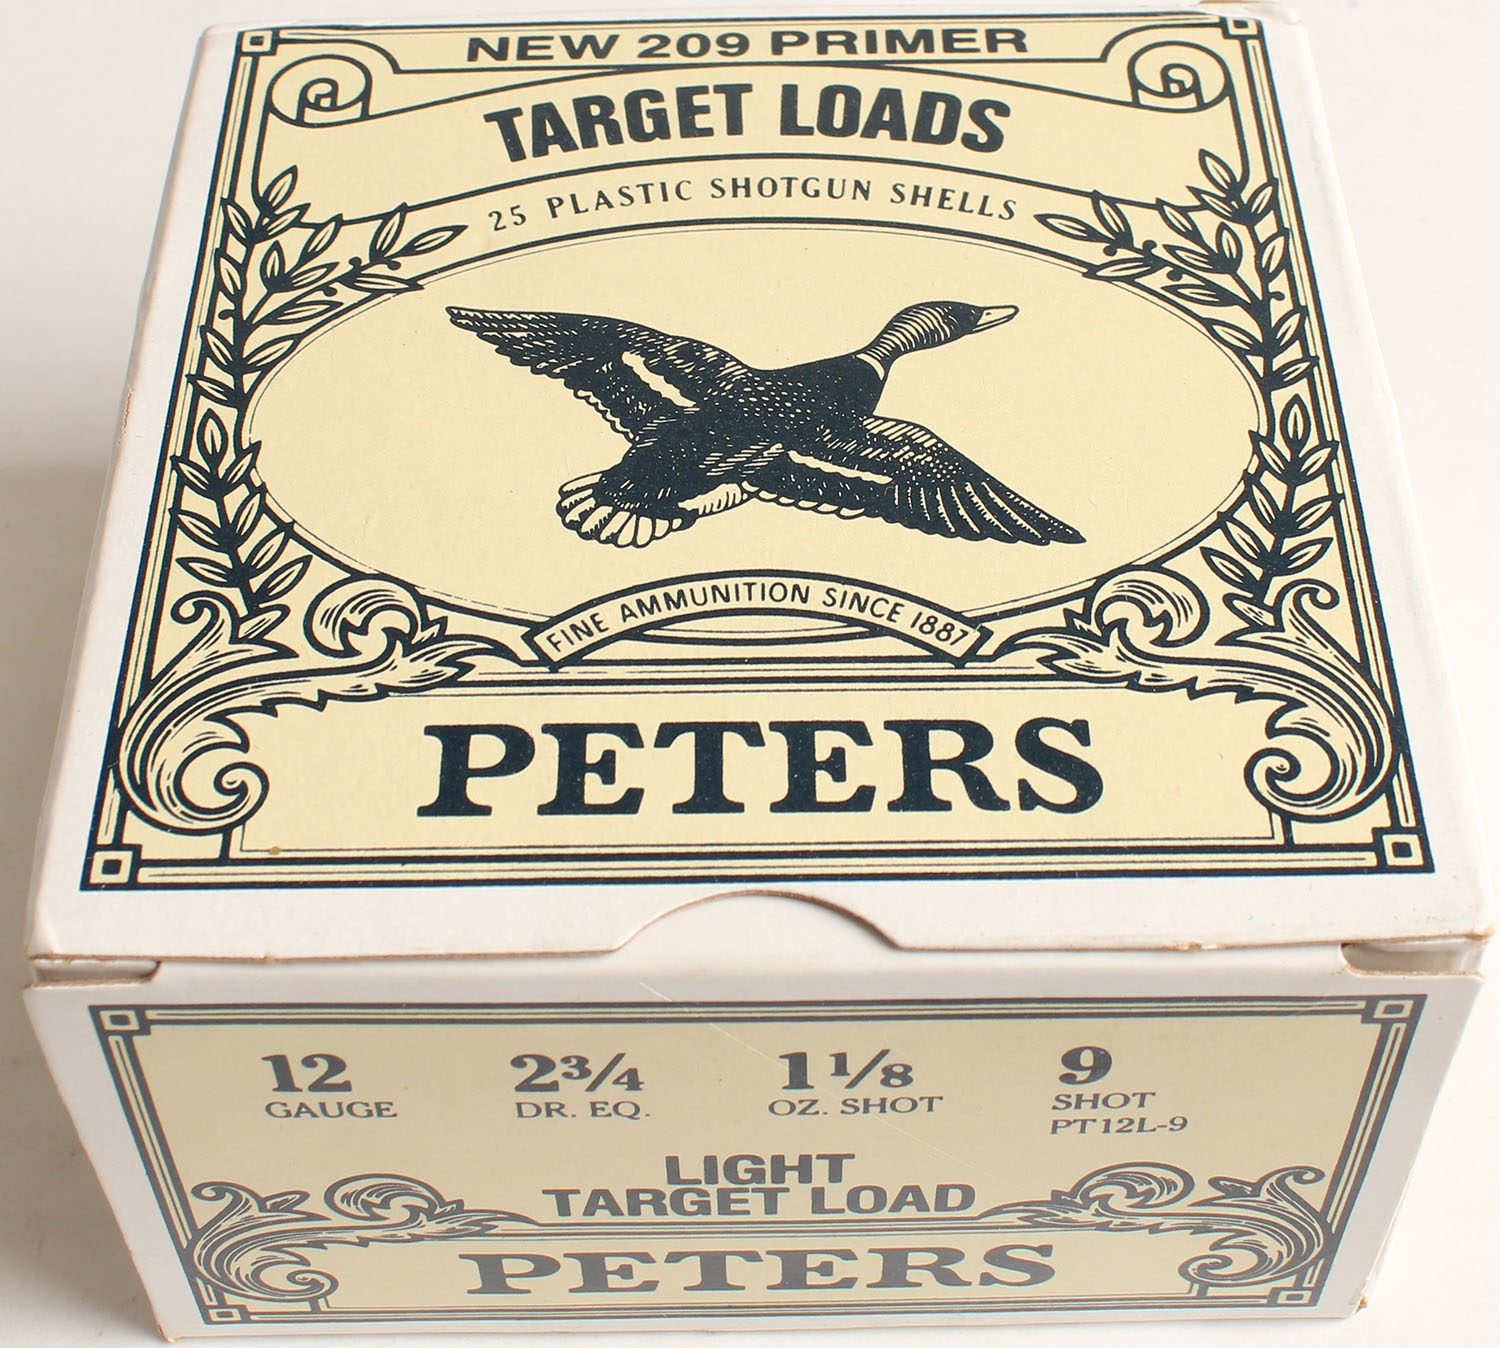 NEW 209 PRIMER
TARGET LOADS
25 PLASTIC SHOTGUN SHELLS
FINE AMMUNITION SINCE 1887
PETERS
12 2¾ 1⅛ 9
GAUGE DR. EQ. OZ. SHOT SHOT
PT12L-9
LIGHT
TARGET LOAD
PETERS